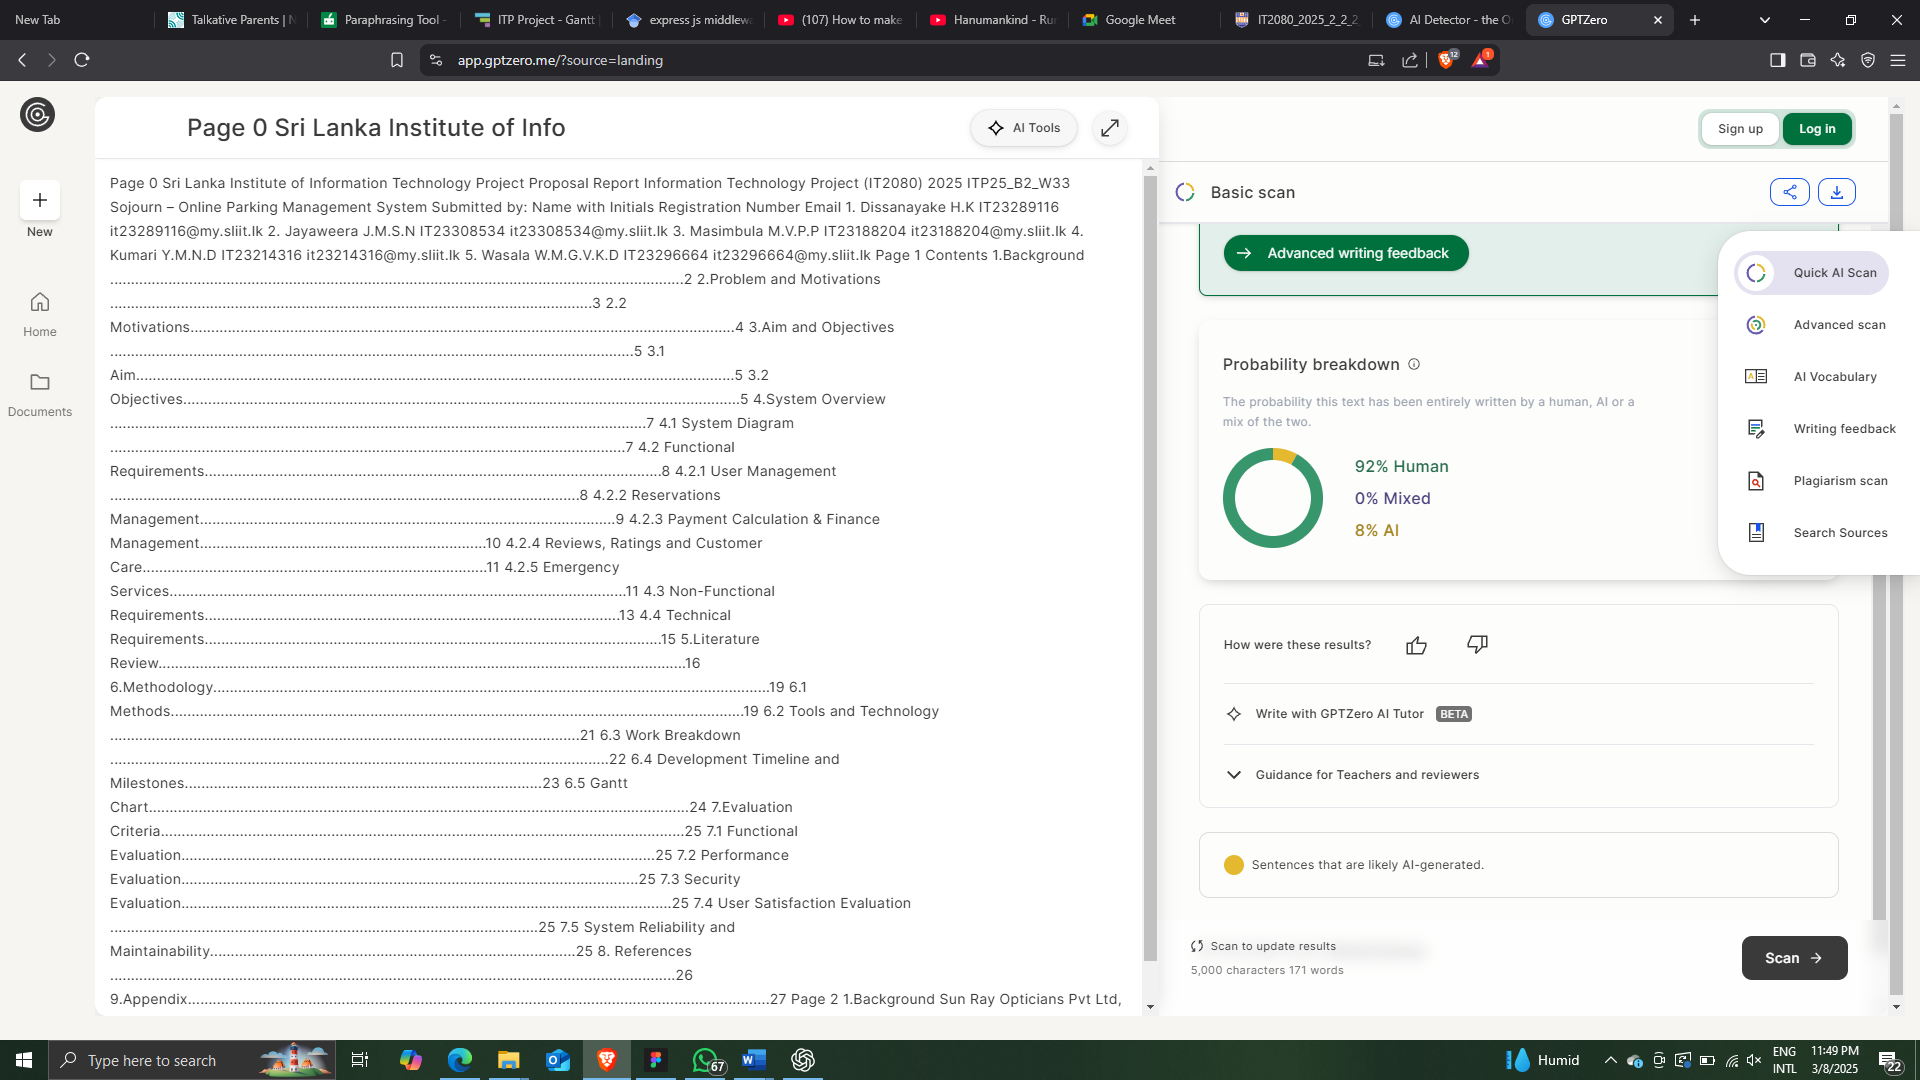 New Tab
Talkative Parents | N
Paraphrasing Tool -
ITP Project - Gantt
express js middlewa
(107) How to make
Hanumankind - Ru
Google Meet
IT2080_2025_2_2_2
AI Detector - the O
GPTZero
app.gptzero.me/?source=landing
12
1
Page 0 Sri Lanka Institute of Info
AI Tools
Sign up
Log in
New
Home
Documents
Page 0 Sri Lanka Institute of Information Technology Project Proposal Report Information Technology Project (IT2080) 2025 ITP25_B2_W33
Sojourn – Online Parking Management System Submitted by: Name with Initials Registration Number Email 1. Dissanayake H.K IT23289116
it23289116@my.sliit.lk 2. Jayaweera J.M.S.N IT23308534 it23308534@my.sliit.lk 3. Masimbula M.V.P.P IT23188204 it23188204@my.sliit.lk 4.
Kumari Y.M.N.D IT23214316 it23214316@my.sliit.lk 5. Wasala W.M.G.V.K.D IT23296664 it23296664@my.sliit.lk Page 1 Contents 1.Background
..........................................................................................................................................2 2.Problem and Motivations
....................................................................................................................3 2.2
Motivations...................................................................................................................................4 3.Aim and Objectives
..............................................................................................................................5 3.1
Aim................................................................................................................................................5 3.2
Objectives......................................................................................................................................5 4.System Overview
.................................................................................................................................7 4.1 System Diagram
............................................................................................................................7 4.2 Functional
Requirements..............................................................................................................8 4.2.1 User Management
.................................................................................................................8 4.2.2 Reservations
Management....................................................................................................9 4.2.3 Payment Calculation & Finance
Management....................................................................10 4.2.4 Reviews, Ratings and Customer
Care...................................................................................11 4.2.5 Emergency
Services..............................................................................................................11 4.3 Non-Functional
Requirements....................................................................................................13 4.4 Technical
Requirements..............................................................................................................15 5.Literature
Review.............................................................................................................................16
6.Methodology......................................................................................................................................19 6.1
Methods..........................................................................................................................................19 6.2 Tools and Technology
.................................................................................................................21 6.3 Work Breakdown
........................................................................................................................22 6.4 Development Timeline and
Milestones......................................................................................23 6.5 Gantt
Chart..................................................................................................................................24 7.Evaluation
Criteria..............................................................................................................................25 7.1 Functional
Evaluation..................................................................................................................25 7.2 Performance
Evaluation..............................................................................................................25 7.3 Security
Evaluation......................................................................................................................25 7.4 User Satisfaction Evaluation
.......................................................................................................25 7.5 System Reliability and
Maintainability........................................................................................25 8. References
........................................................................................................................................26
9.Appendix............................................................................................................................................27 Page 2 1.Background Sun Ray Opticians Pvt Ltd,
Basic scan
Advanced writing feedback
Probability breakdown
The probability this text has been entirely written by a human, AI or a
mix of the two.
92% Human
0% Mixed
8% AI
How were these results?
Write with GPTZero AI Tutor BETA
Guidance for Teachers and reviewers
Sentences that are likely AI-generated.
Scan to update results
5,000 characters 171 words
Scan
Quick AI Scan
Advanced scan
AI Vocabulary
Writing feedback
Plagiarism scan
Search Sources
Type here to search
67
Humid
ENG
INTL
11:49 PM
3/8/2025
22